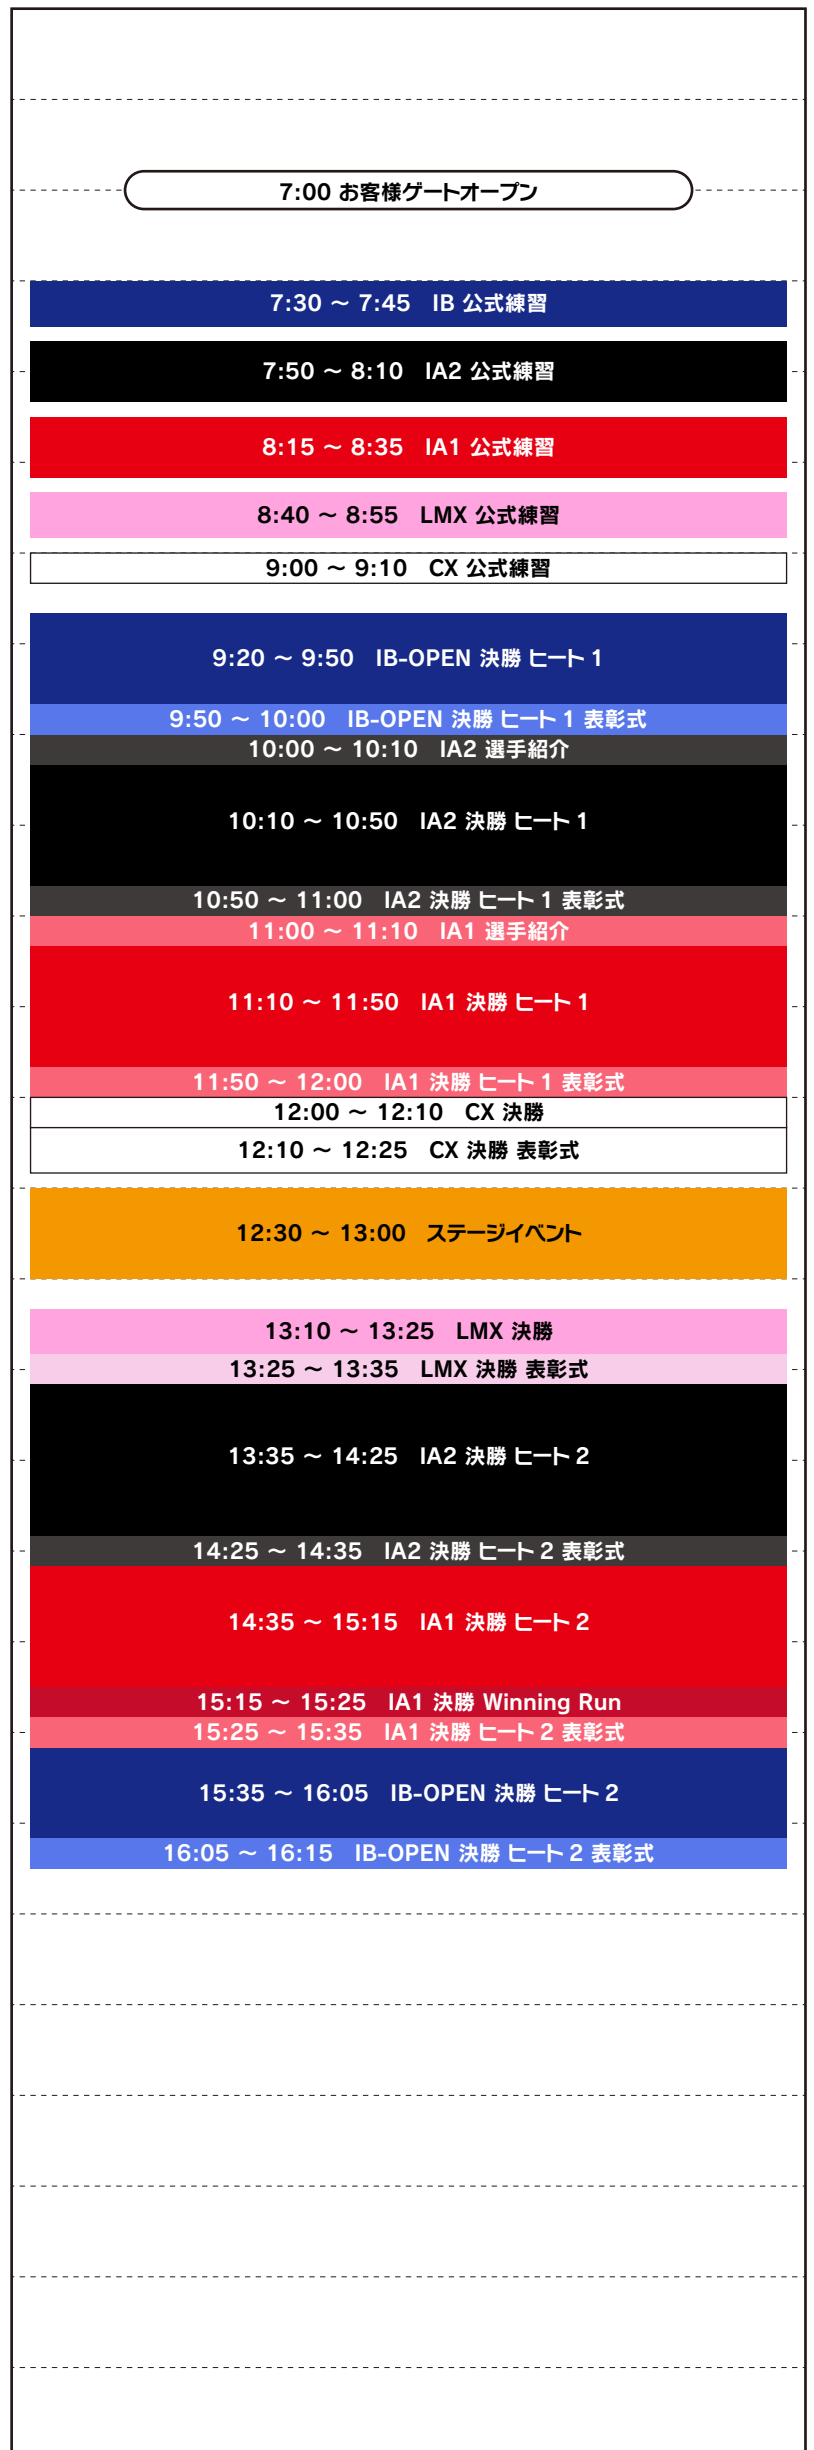 7:00 お客様ゲートオープン
7:30 ～ 7:45 IB 公式練習
7:50 ～ 8:10 IA2 公式練習
8:15 ～ 8:35 IA1 公式練習
8:40 ～ 8:55 LMX 公式練習
9:00 ～ 9:10 CX 公式練習
9:20 ～ 9:50 IB-OPEN 決勝 ヒート 1
9:50 ～ 10:00 IB-OPEN 決勝 ヒート 1 表彰式
10:00 ～ 10:10 IA2 選手紹介
10:10 ～ 10:50 IA2 決勝 ヒート 1
10:50 ～ 11:00 IA2 決勝 ヒート 1 表彰式
11:00 ～ 11:10 IA1 選手紹介
11:10 ～ 11:50 IA1 決勝 ヒート 1
11:50 ～ 12:00 IA1 決勝 ヒート 1 表彰式
12:00 ～ 12:10 CX 決勝
12:10 ～ 12:25 CX 決勝 表彰式
12:30 ～ 13:00 ステージイベント
13:10 ～ 13:25 LMX 決勝
13:25 ～ 13:35 LMX 決勝 表彰式
13:35 ～ 14:25 IA2 決勝 ヒート 2
14:25 ～ 14:35 IA2 決勝 ヒート 2 表彰式
14:35 ～ 15:15 IA1 決勝 ヒート 2
15:15 ～ 15:25 IA1 決勝 Winning Run
15:25 ～ 15:35 IA1 決勝 ヒート 2 表彰式
15:35 ～ 16:05 IB-OPEN 決勝 ヒート 2
16:05 ～ 16:15 IB-OPEN 決勝 ヒート 2 表彰式